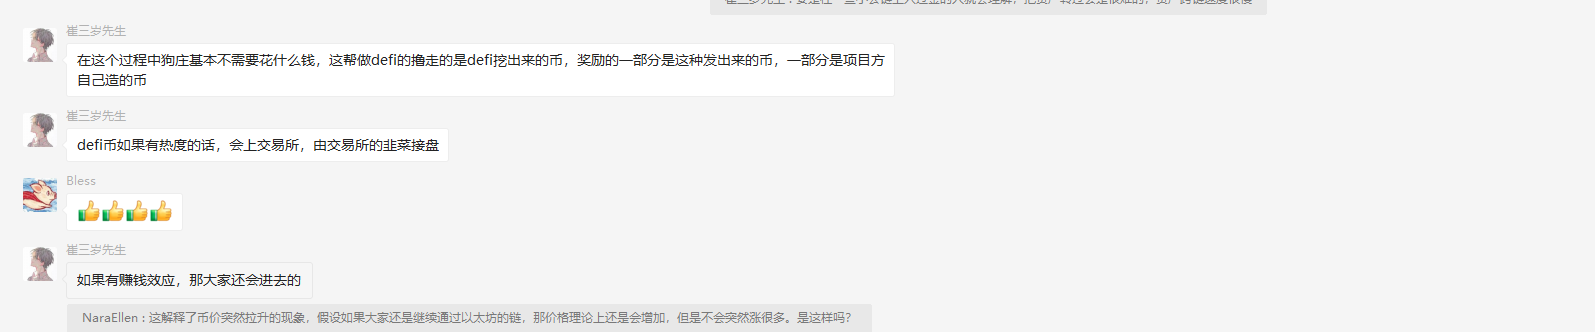 崔三岁先生
在这个过程中狗庄基本不需要花什么钱，这帮做defi的撸走的是defi挖出来的币，奖励的一部分是这种发出来的币，一部分是项目方
自己造的币
崔三岁先生
defi币如果有热度的话，会上交易所，由交易所的韭菜接盘
Bless
崔三岁先生
如果有赚钱效应，那大家还会进去的
NaraEllen : 这解释了币价突然拉升的现象，假设如果大家还是继续通过以太坊的链，那价格理论上还是会增加，但是不会突然涨很多。是这样吗？